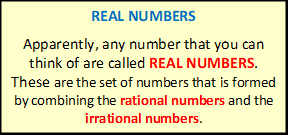 REAL NUMBERS
Apparently, any number that you can
think of are called REAL NUMBERS.
These are the set of numbers that is formed
by combining the rational numbers and the
irrational numbers.